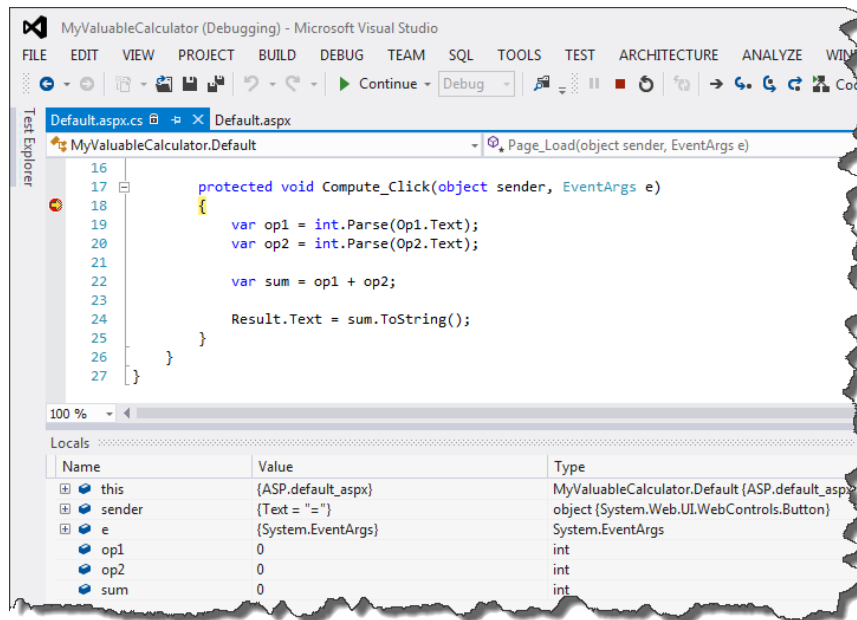 MyValuableCalculator (Debugging) - Microsoft Visual Studio
FILE EDIT VIEW PROJECT BUILD DEBUG TEAM SQL TOOLS TEST ARCHITECTURE ANALYZE
Continue Debug
Test Explorer
Default.aspx.cs Default.aspx
MyValuableCalculator.Default Page_Load(object sender, EventArgs e)
16
17 protected void Compute_Click(object sender, EventArgs e)
18 {
19 var op1 = int.Parse(Op1.Text);
20 var op2 = int.Parse(Op2.Text);
21
22 var sum = op1 + op2;
23
24 Result.Text = sum.ToString();
25 }
26 }
27 }
100 %
Locals
Name Value Type
this {ASP.default_aspx} MyValuableCalculator.Default {ASP.default_aspx
sender {Text = "="} object {System.Web.UI.WebControls.Button}
e {System.EventArgs} System.EventArgs
op1 0 int
op2 0 int
sum 0 int